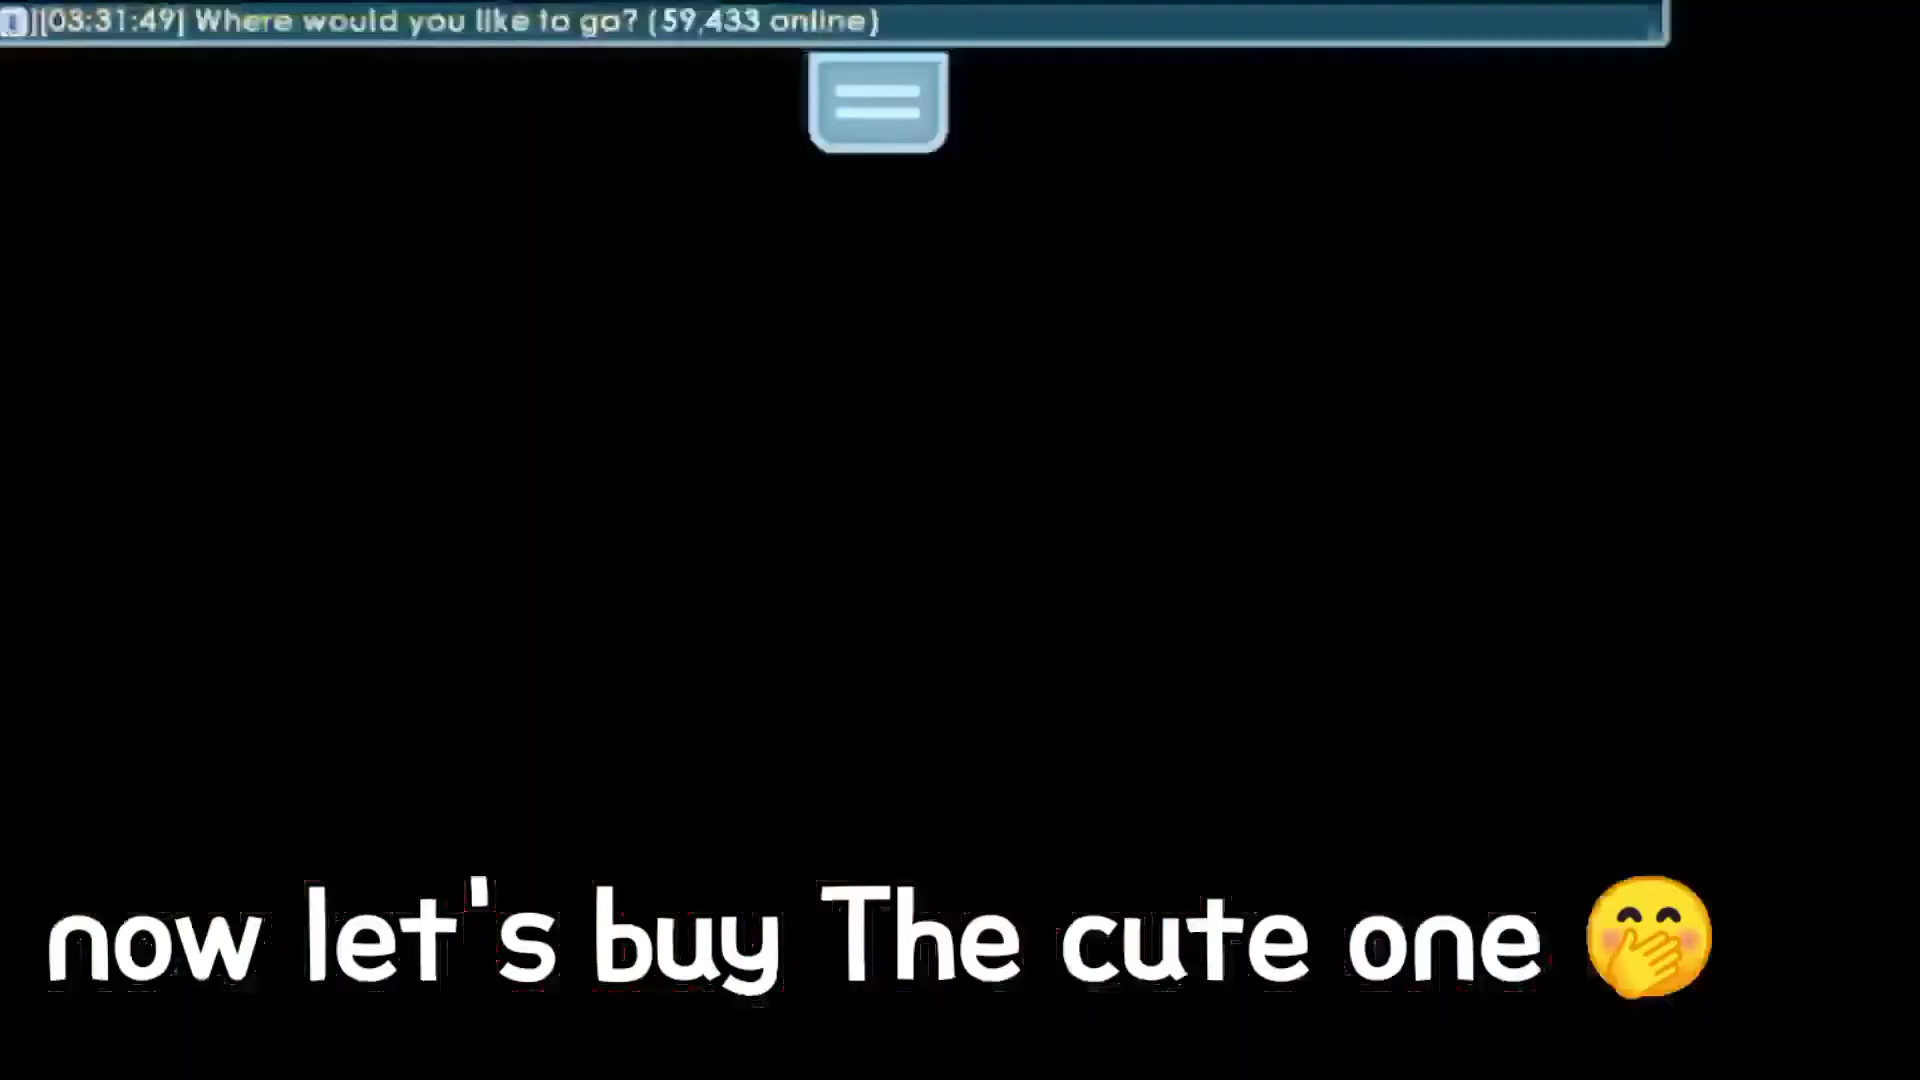 [03:31:49] Where would you like to go? (59,433 online)
now let's buy The cute one 🤭